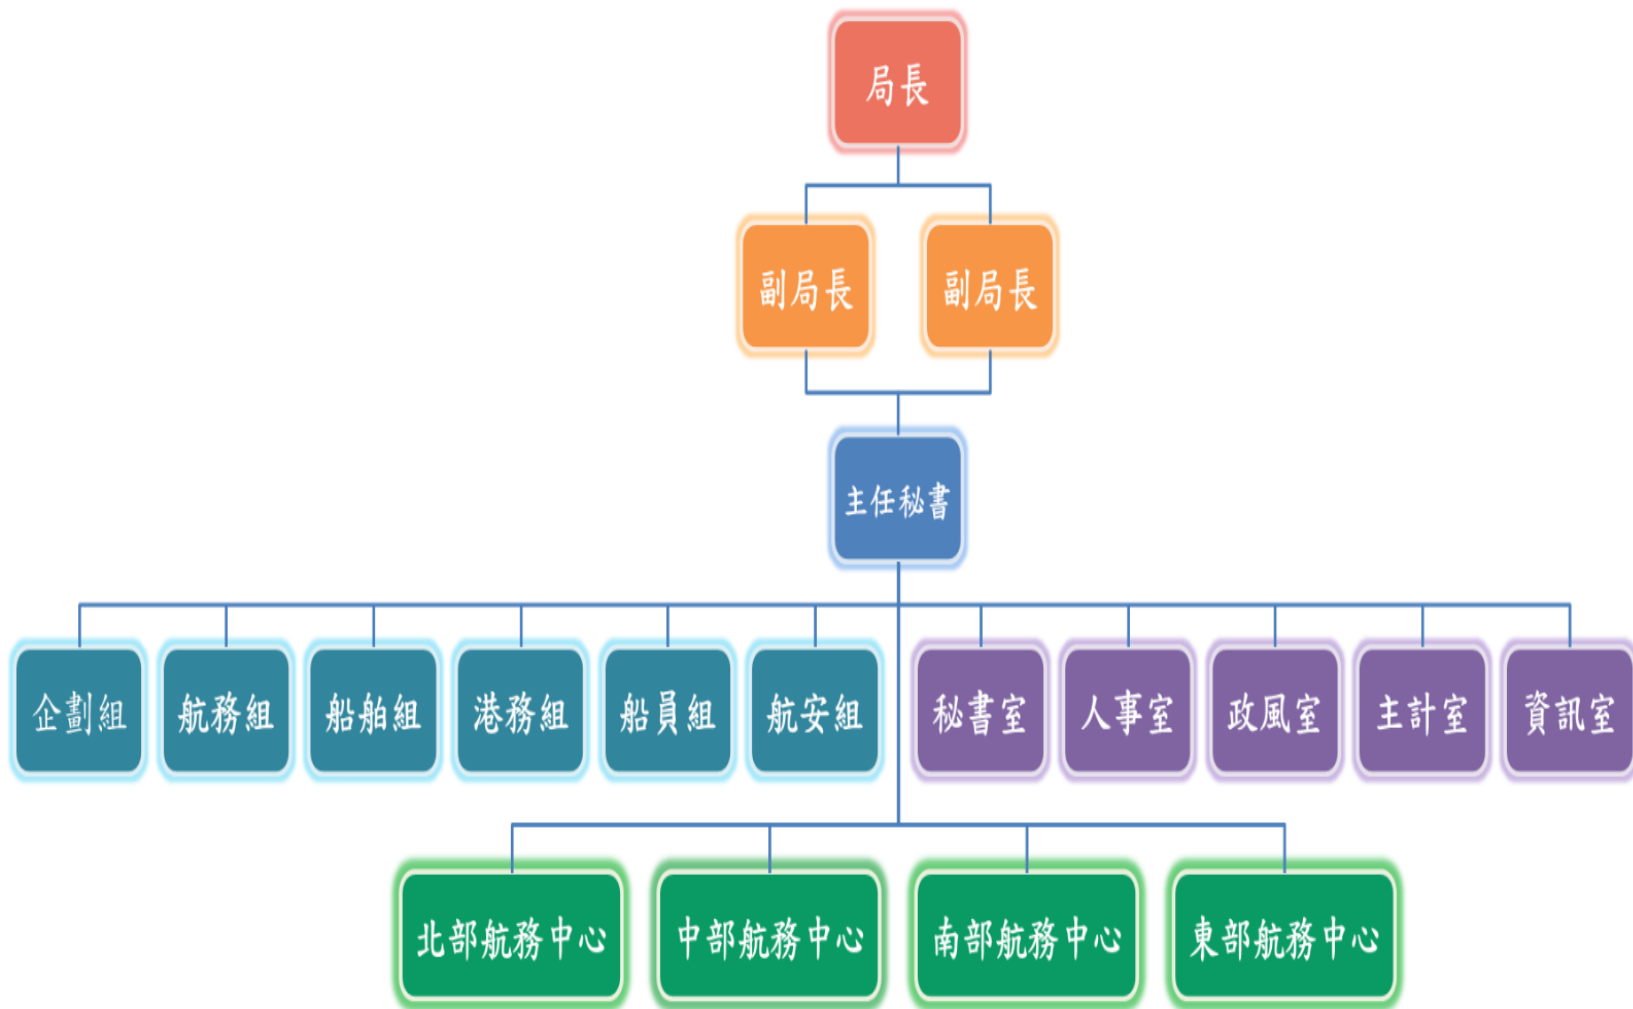 局長
副局長
副局長
主任秘書
企劃組
航務組
船舶組
港務組
船員組
航安組
秘書室
人事室
政風室
主計室
資訊室
北部航務中心
中部航務中心
南部航務中心
東部航務中心